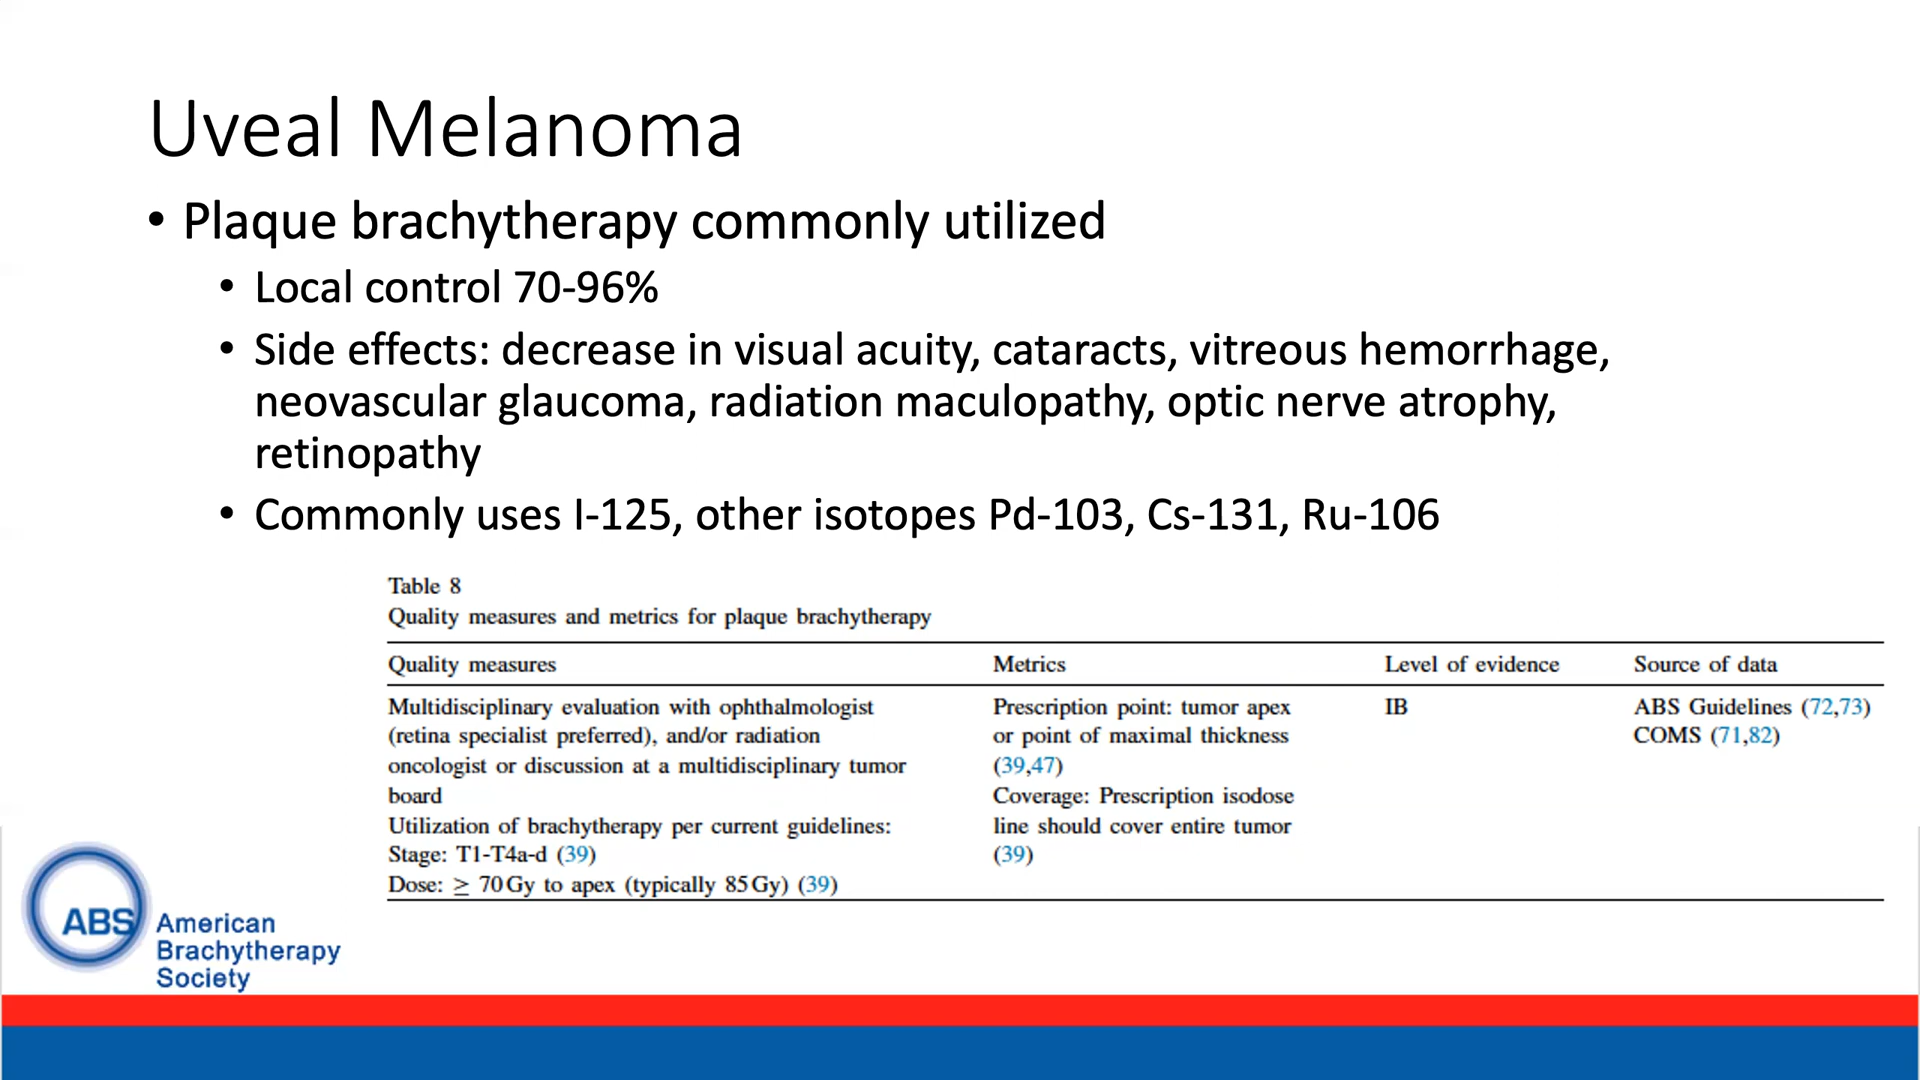 Uveal Melanoma
• Plaque brachytherapy commonly utilized
• Local control 70-96%
• Side effects: decrease in visual acuity, cataracts, vitreous hemorrhage,
neovascular glaucoma, radiation maculopathy, optic nerve atrophy,
retinopathy
• Commonly uses I-125, other isotopes Pd-103, Cs-131, Ru-106
Table 8
Quality measures and metrics for plaque brachytherapy
Quality measures Metrics Level of evidence Source of data
Multidisciplinary evaluation with ophthalmologist Prescription point: tumor apex IB ABS Guidelines (72,73)
(retina specialist preferred), and/or radiation or point of maximal thickness COMS (71,82)
oncologist or discussion at a multidisciplinary tumor (39,47)
board Coverage: Prescription isodose
Utilization of brachytherapy per current guidelines: line should cover entire tumor
Stage: T1-T4a-d (39) (39)
Dose: ≥ 70 Gy to apex (typically 85 Gy) (39)
ABS American
Brachytherapy
Society